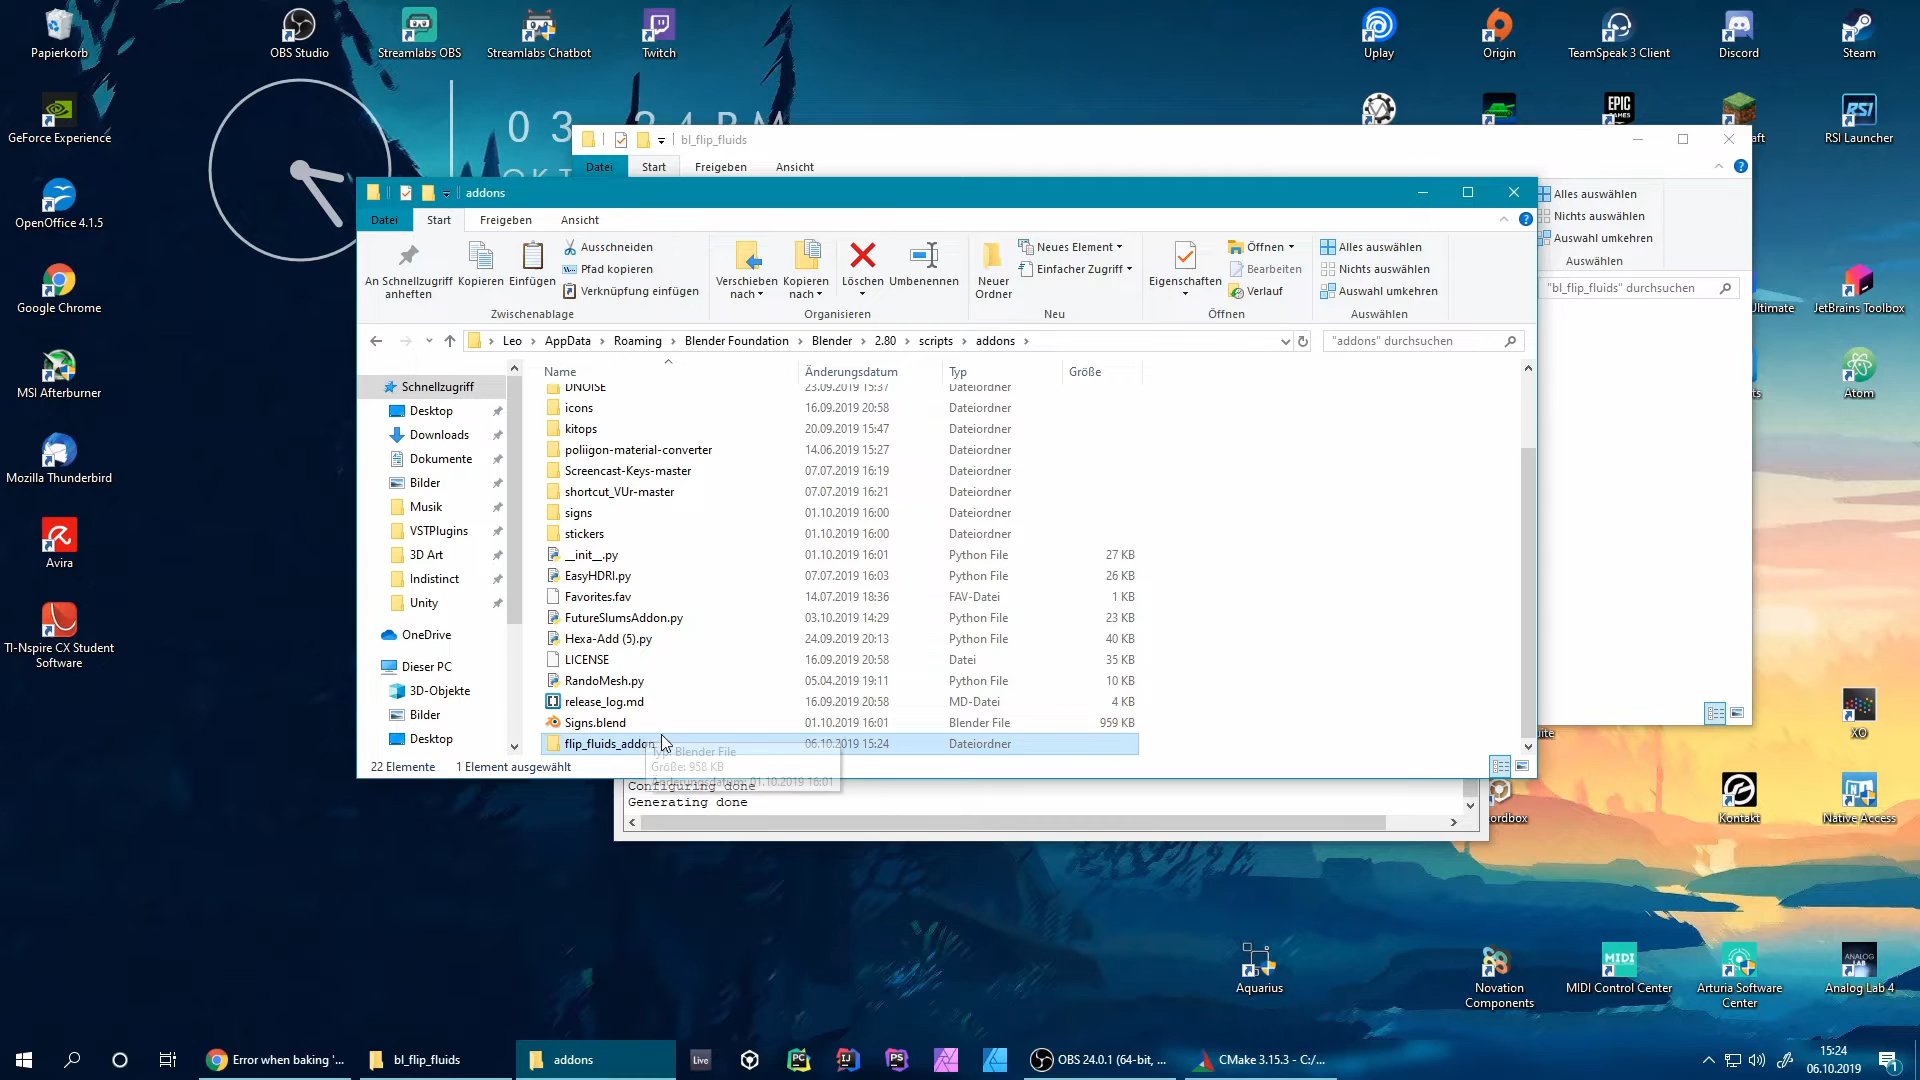 Papierkorb
OBS Studio
Streamlabs OBS
Streamlabs Chatbot
Twitch
Uplay
Origin
TeamSpeak 3 Client
Discord
Steam
GeForce Experience
EPIC
GAMES
RSI
RSI Launcher
OpenOffice 4.1.5
Google Chrome
MSI Afterburner
Mozilla Thunderbird
Avira
TI-Nspire CX Student
Software
bl_flip_fluids
Datei
Start
Freigeben
Ansicht
Alles auswählen
Nichts auswählen
Auswahl umkehren
Auswählen
"bl_flip_fluids" durchsuchen
addons
Datei
Start
Freigeben
Ansicht
An Schnellzugriff
anheften
Kopieren
Einfügen
Ausschneiden
Pfad kopieren
Verknüpfung einfügen
Zwischenablage
Verschieben
nach
Kopieren
nach
Löschen
Umbenennen
Organisieren
Neuer
Ordner
Neues Element
Einfacher Zugriff
Neu
Eigenschaften
Öffnen
Bearbeiten
Verlauf
Öffnen
Alles auswählen
Nichts auswählen
Auswahl umkehren
Auswählen
Leo > AppData > Roaming > Blender Foundation > Blender > 2.80 > scripts > addons >
"addons" durchsuchen
Schnellzugriff
Desktop
Downloads
Dokumente
Bilder
Musik
VSTPlugins
3D Art
Indistinct
Unity
OneDrive
Dieser PC
3D-Objekte
Bilder
Desktop
Name Änderungsdatum Typ Größe
DNOISE 23.09.2019 15:37 Dateiordner
icons 16.09.2019 20:58 Dateiordner
kitops 20.09.2019 15:47 Dateiordner
poliigon-material-converter 14.06.2019 15:27 Dateiordner
Screencast-Keys-master 07.07.2019 16:19 Dateiordner
shortcut_VUr-master 07.07.2019 16:21 Dateiordner
signs 01.10.2019 16:00 Dateiordner
stickers 01.10.2019 16:00 Dateiordner
__init__.py 01.10.2019 16:01 Python File 27 KB
EasyHDRI.py 07.07.2019 16:03 Python File 26 KB
Favorites.fav 14.07.2019 18:36 FAV-Datei 1 KB
FutureSlumsAddon.py 03.10.2019 14:29 Python File 23 KB
Hexa-Add (5).py 24.09.2019 20:13 Python File 40 KB
LICENSE 16.09.2019 20:58 Datei 35 KB
RandoMesh.py 05.04.2019 19:11 Python File 10 KB
release_log.md 16.09.2019 20:58 MD-Datei 4 KB
Signs.blend 01.10.2019 16:01 Blender File 959 KB
flip_fluids_addon 06.10.2019 15:24 Dateiordner
Typ: Blender File
Größe: 958 KB
Änderungsdatum: 01.10.2019 16:01
22 Elemente 1 Element ausgewählt
Configuring done
Generating done
JetBrains Toolbox
Atom
XO
Kontakt
Native Access
Aquarius
Novation
Components
MIDI
MIDI Control Center
Arturia Software
Center
ANALOG
LAB
Analog Lab 4
Error when baking '...
bl_flip_fluids
addons
Live
PC
IJ
PS
OBS 24.0.1 (64-bit, ...
CMake 3.15.3 - C:/...
15:24
06.10.2019
1